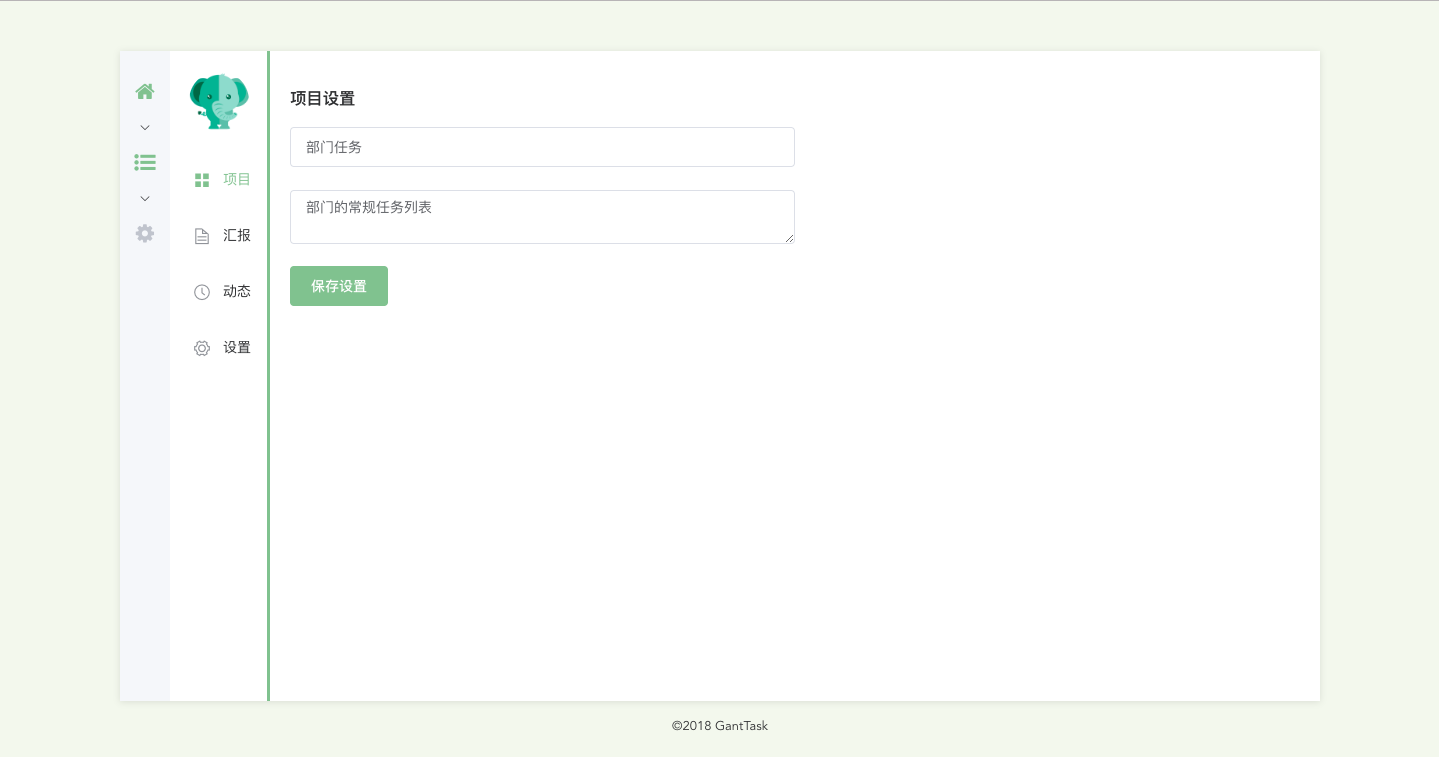 项目
汇报
动态
设置
项目设置
部门任务
部门的常规任务列表
保存设置
©2018 GantTask